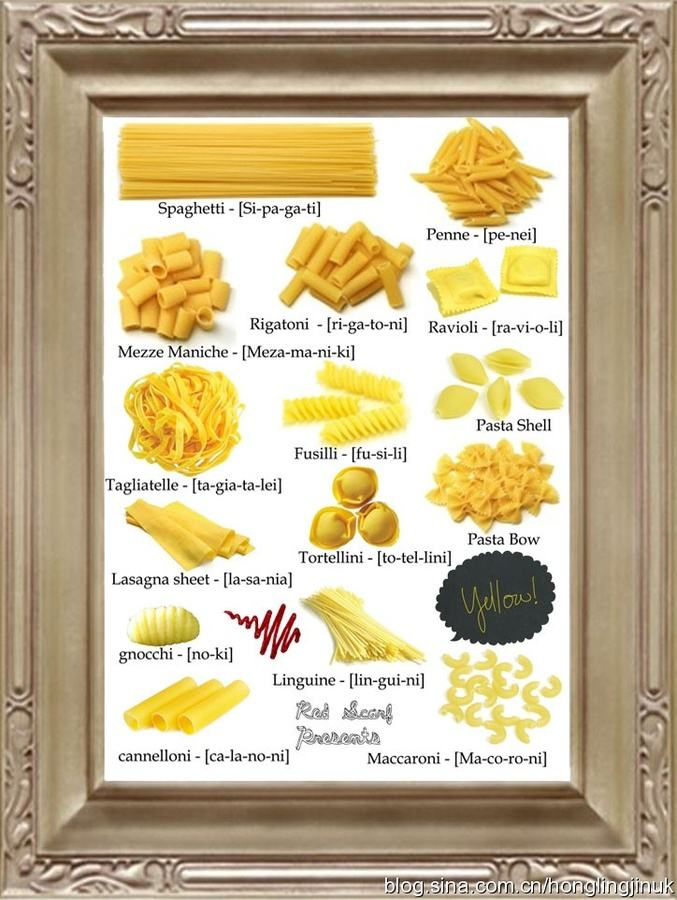 Spaghetti - [Si-pa-ga-ti]
Penne - [pe-nei]
Rigatoni - [ri-ga-to-ni]
Ravioli - [ra-vi-o-li]
Mezze Maniche - [Meza-ma-ni-ki]
Pasta Shell
Fusilli - [fu-si-li]
Tagliatelle - [ta-gia-ta-lei]
Pasta Bow
Tortellini - [to-tel-lini]
Lasagna sheet - [la-sa-nia]
Yellow!
gnocchi - [no-ki]
Linguine - [lin-gui-ni]
Red Scarf
Presents
cannelloni - [ca-la-no-ni]
Maccaroni - [Ma-co-ro-ni]
blog.sina.com.cn/honglingjinuk